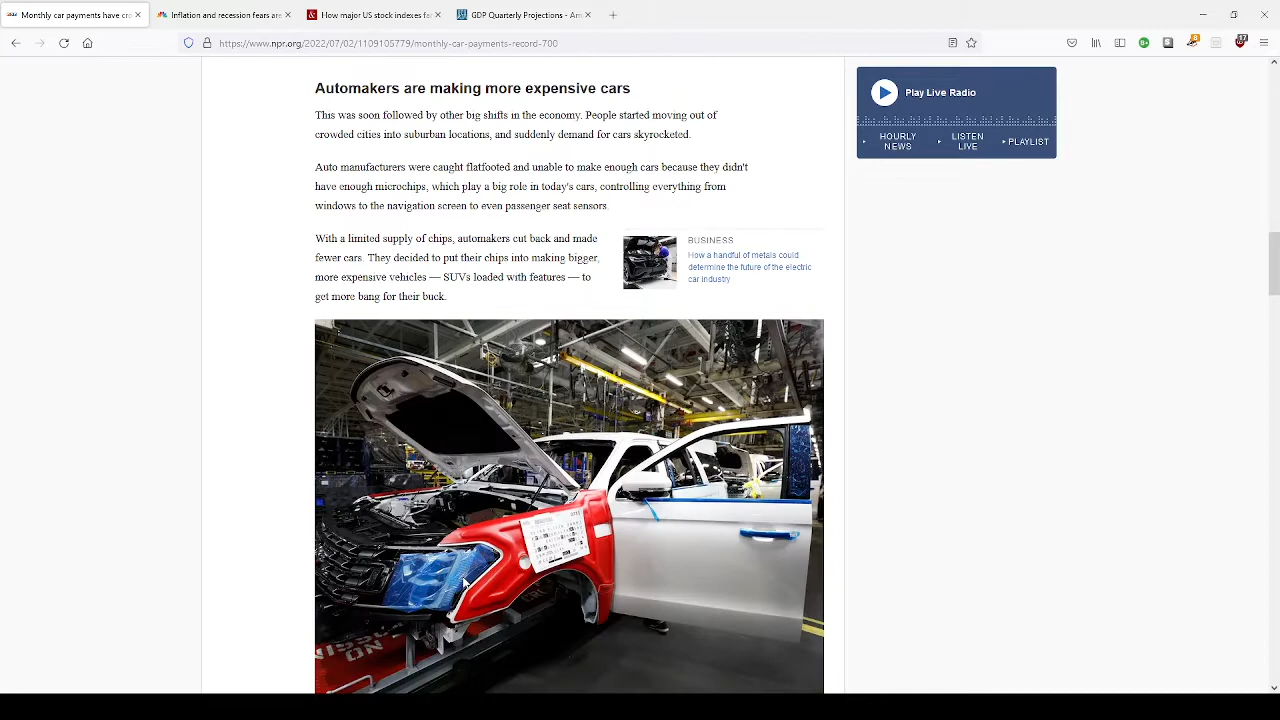 Monthly car payments have cro
Inflation and recession fears are
How major US stock indexes far
GDP Quarterly Projections - Am
https://www.npr.org/2022/07/02/1109105779/monthly-car-payments-record-700
8
17
Automakers are making more expensive cars
This was soon followed by other big shifts in the economy. People started moving out of
crowded cities into suburban locations, and suddenly demand for cars skyrocketed.
Auto manufacturers were caught flatfooted and unable to make enough cars because they didn't
have enough microchips, which play a big role in today's cars, controlling everything from
windows to the navigation screen to even passenger seat sensors.
With a limited supply of chips, automakers cut back and made
fewer cars. They decided to put their chips into making bigger,
more expensive vehicles — SUVs loaded with features — to
get more bang for their buck.
BUSINESS
How a handful of metals could
determine the future of the electric
car industry
Play Live Radio
HOURLY
NEWS
LISTEN
LIVE
PLAYLIST